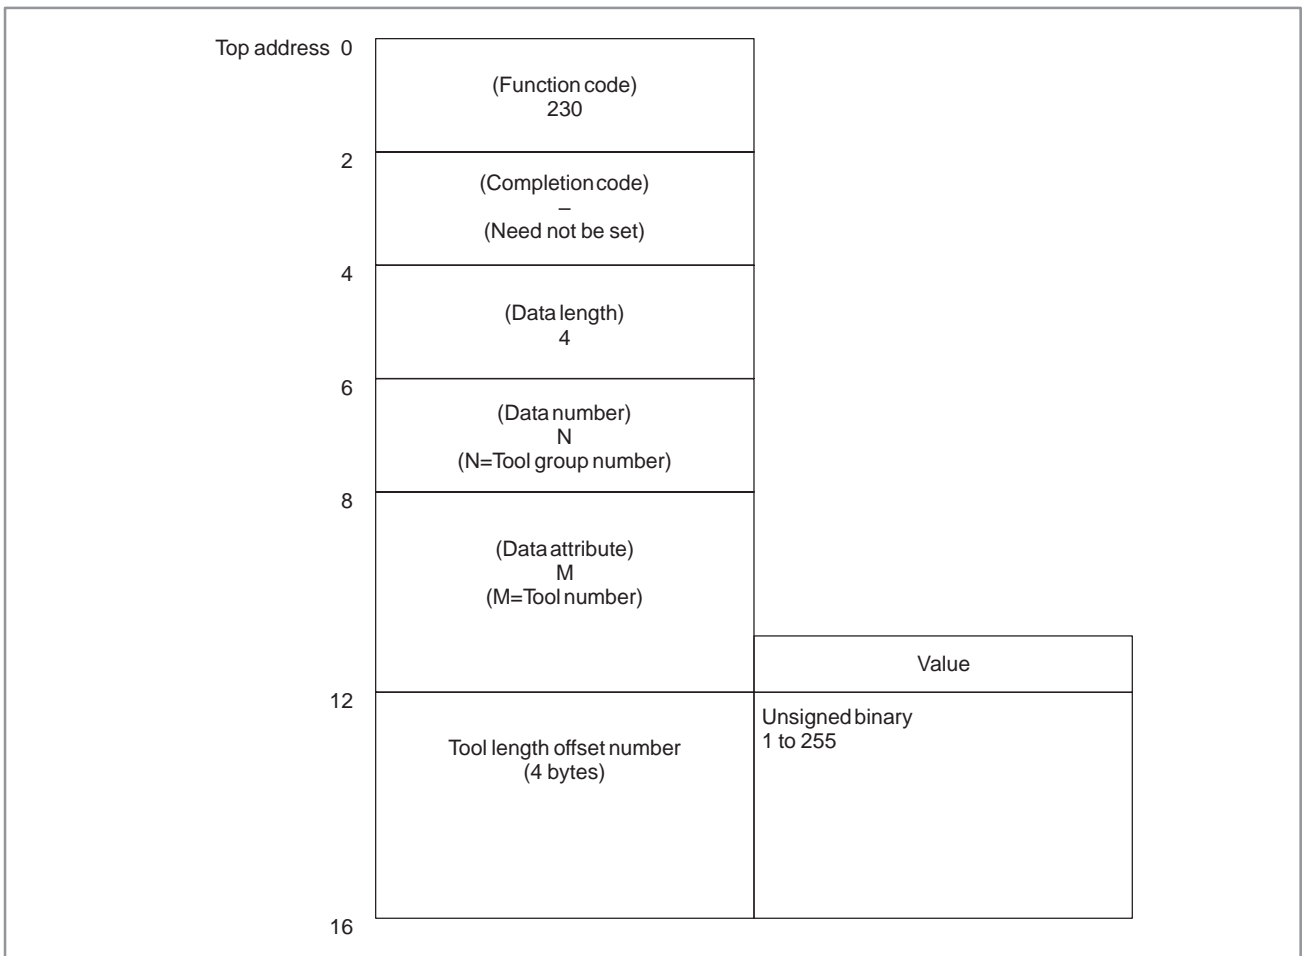 Top address 0
(Function code)
230
2
(Completion code)
–
(Need not be set)
4
(Data length)
4
6
(Data number)
N
(N=Tool group number)
8
(Data attribute)
M
(M=Tool number)
Value
12
Unsigned binary
1 to 255
Tool length offset number
(4 bytes)
16